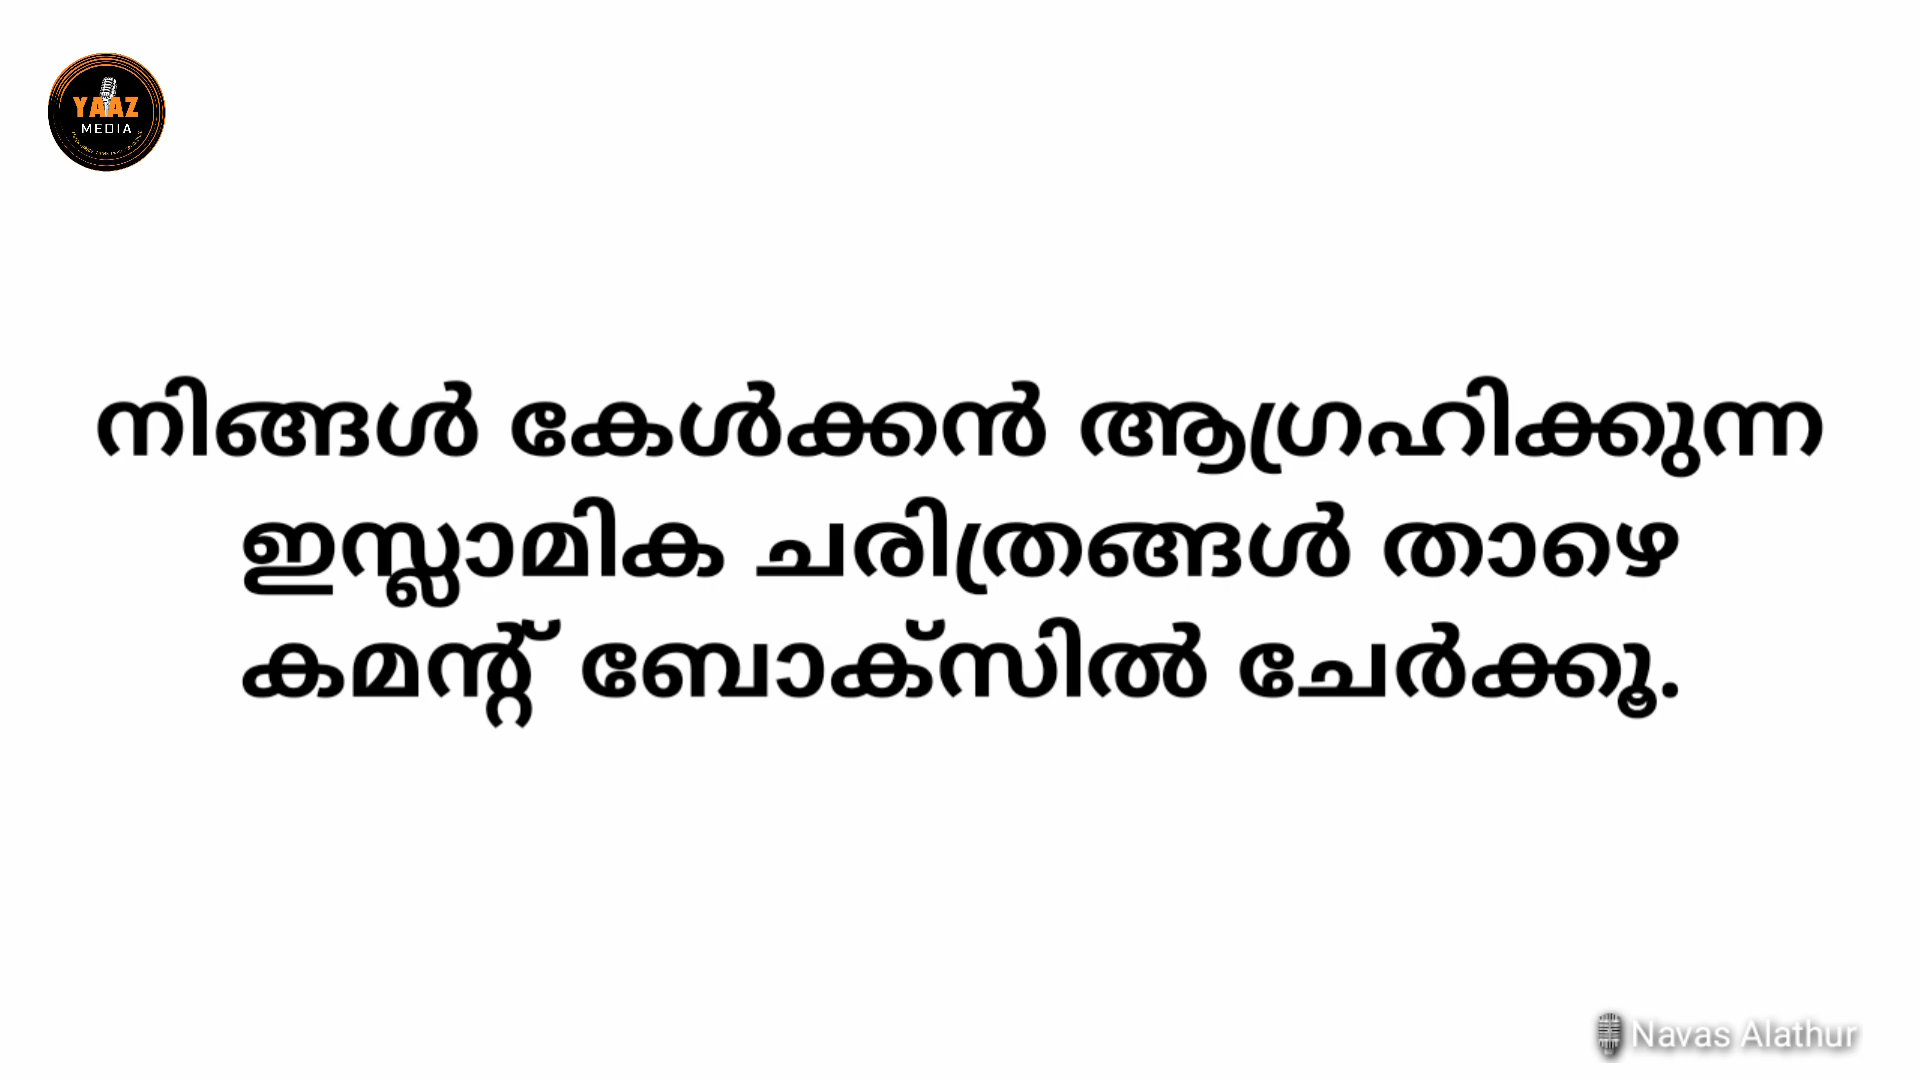 YAAZ
MEDIA
നിങ്ങൾ കേൾക്കൻ ആഗ്രഹിക്കുന്ന
ഇസ്ലാമിക ചരിത്രങ്ങൾ താഴെ
കമന്റ് ബോക്സിൽ ചേർക്കൂ.
Navas Alathur